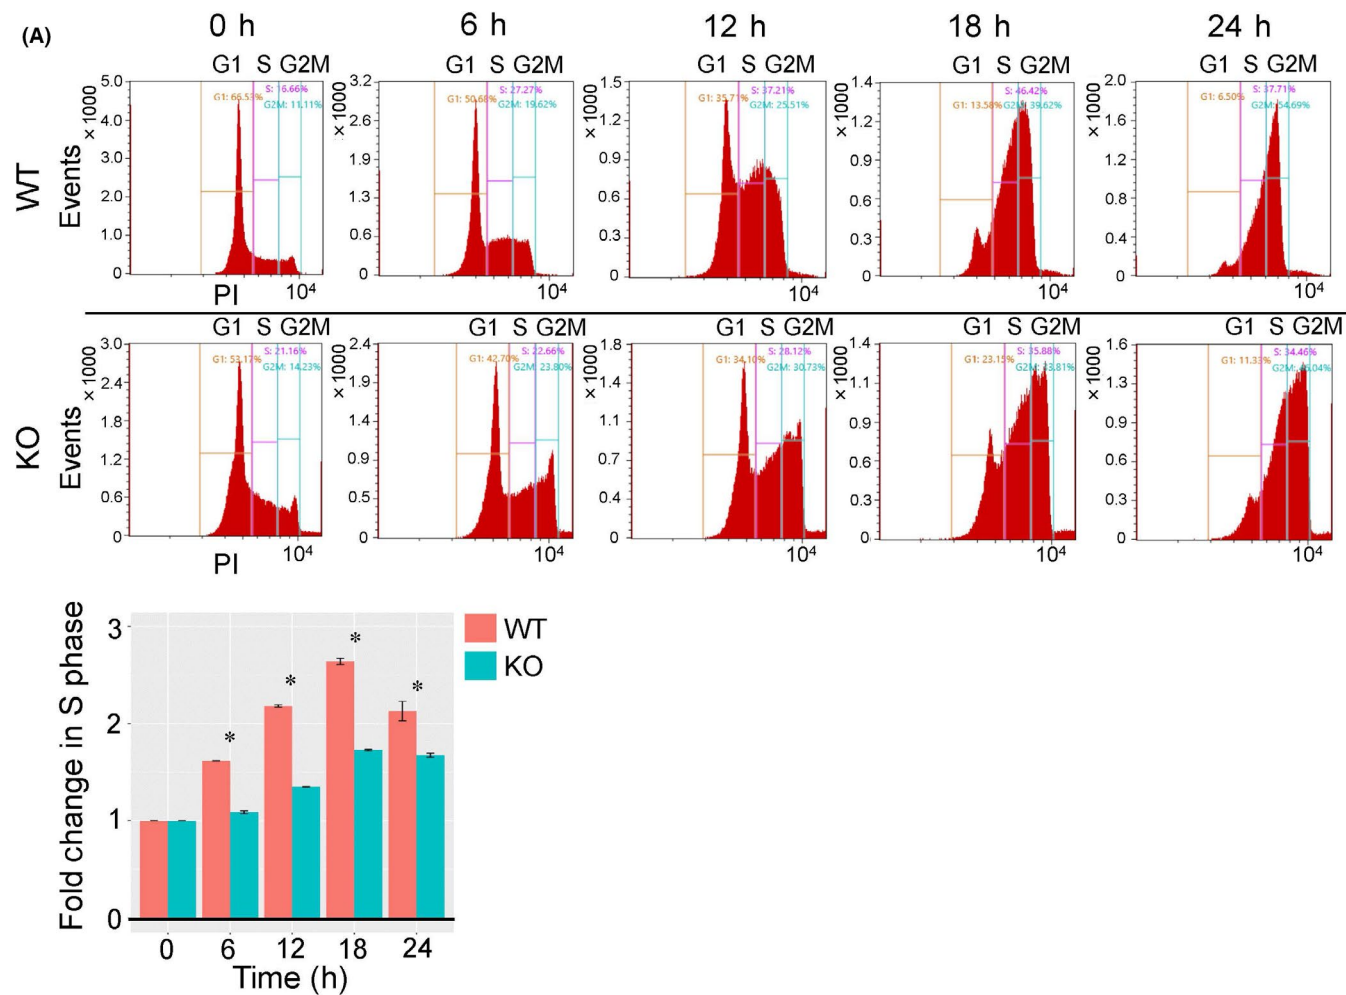 (A)
0 h 6 h 12 h 18 h 24 h
G1 S G2M G1 S G2M G1 S G2M G1 S G2M G1 S G2M
WT
Events
× 1000
5.0
4.0
3.0
2.0
1.0
0
S: 16.66%
G2M: 11.11%
PI
10⁴
× 1000
3.2
2.6
1.9
1.3
0.6
0
S: 27.27%
G1: 50.68%
G2M: 19.62%
× 1000
1.5
1.2
0.9
0.6
0.3
0
S: 37.21%
G1: 35.71%
G2M: 25.51%
10⁴
× 1000
1.4
1.2
0.9
0.6
0.3
0
S: 46.42%
G1: 13.58%
10⁴
× 1000
2.0
1.6
1.2
0.8
0.4
0
S: 37.71%
G1: 6.50%
10⁴
G1 S G2M G1 S G2M G1 S G2M G1 S G2M G1 S G2M
KO
Events
× 1000
3.0
2.4
1.8
1.2
0.6
0
S: 21.16%
G1: 53.17%
G2M: 14.23%
PI
10⁴
× 1000
2.4
1.9
1.4
0.9
0.5
0
S: 22.66%
G1: 42.70%
G2M: 23.80%
× 1000
1.8
1.5
1.1
0.7
0.4
0
S: 28.12%
G1: 34.10%
G2M: 30.73%
10⁴
× 1000
1.4
1.1
0.9
0.6
0.3
0
S: 35.88%
G1: 23.15%
10⁴
× 1000
1.6
1.3
0.9
0.6
0.3
0
S: 34.46%
G1: 11.33%
10⁴
Fold change in S phase
3
2
1
0
* * * *
WT
KO
0 6 12 18 24
Time (h)